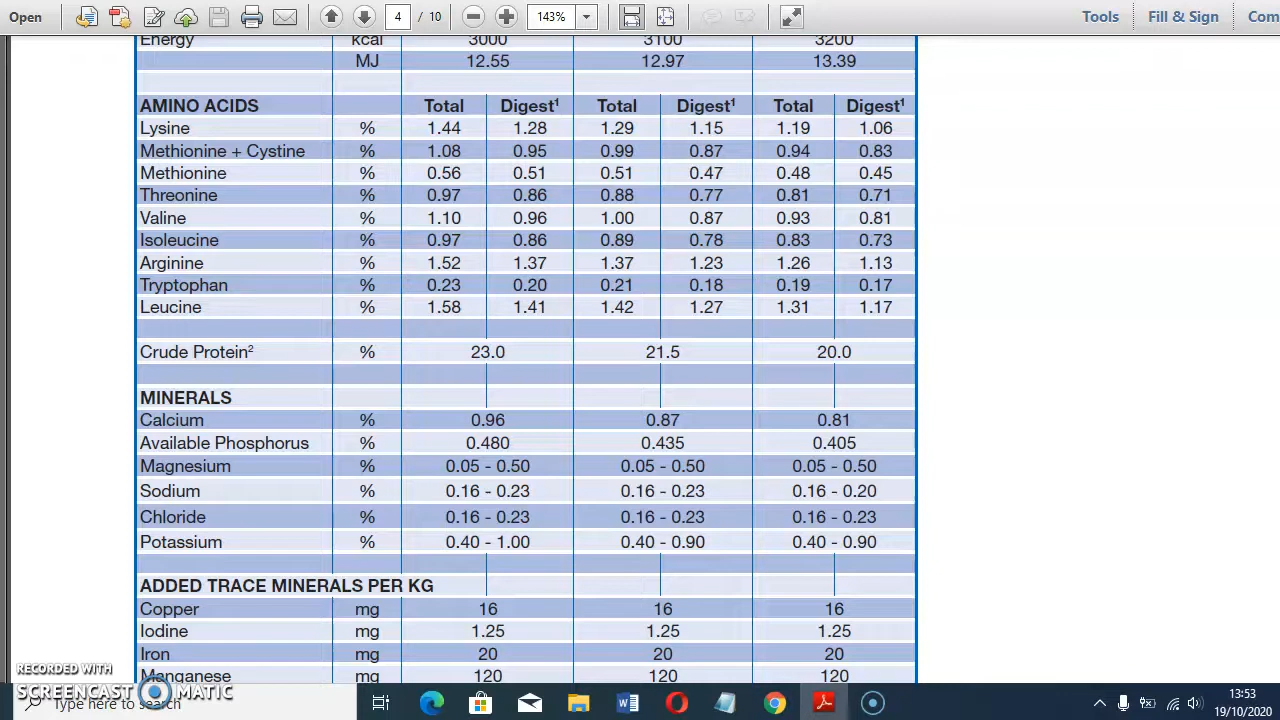 Open 4 / 10 143% Tools Fill & Sign Com
Energy kcal 3000 3100 3200
MJ 12.55 12.97 13.39
AMINO ACIDS Total Digest¹ Total Digest¹ Total Digest¹
Lysine % 1.44 1.28 1.29 1.15 1.19 1.06
Methionine + Cystine % 1.08 0.95 0.99 0.87 0.94 0.83
Methionine % 0.56 0.51 0.51 0.47 0.48 0.45
Threonine % 0.97 0.86 0.88 0.77 0.81 0.71
Valine % 1.10 0.96 1.00 0.87 0.93 0.81
Isoleucine % 0.97 0.86 0.89 0.78 0.83 0.73
Arginine % 1.52 1.37 1.37 1.23 1.26 1.13
Tryptophan % 0.23 0.20 0.21 0.18 0.19 0.17
Leucine % 1.58 1.41 1.42 1.27 1.31 1.17
Crude Protein² % 23.0 21.5 20.0
MINERALS
Calcium % 0.96 0.87 0.81
Available Phosphorus % 0.480 0.435 0.405
Magnesium % 0.05 - 0.50 0.05 - 0.50 0.05 - 0.50
Sodium % 0.16 - 0.23 0.16 - 0.23 0.16 - 0.20
Chloride % 0.16 - 0.23 0.16 - 0.23 0.16 - 0.23
Potassium % 0.40 - 1.00 0.40 - 0.90 0.40 - 0.90
ADDED TRACE MINERALS PER KG
Copper mg 16 16 16
Iodine mg 1.25 1.25 1.25
Iron mg 20 20 20
Manganese mg 120 120 120
RECORDED WITH
SCREENCAST MATIC
Type here to search
13:53
19/10/2020